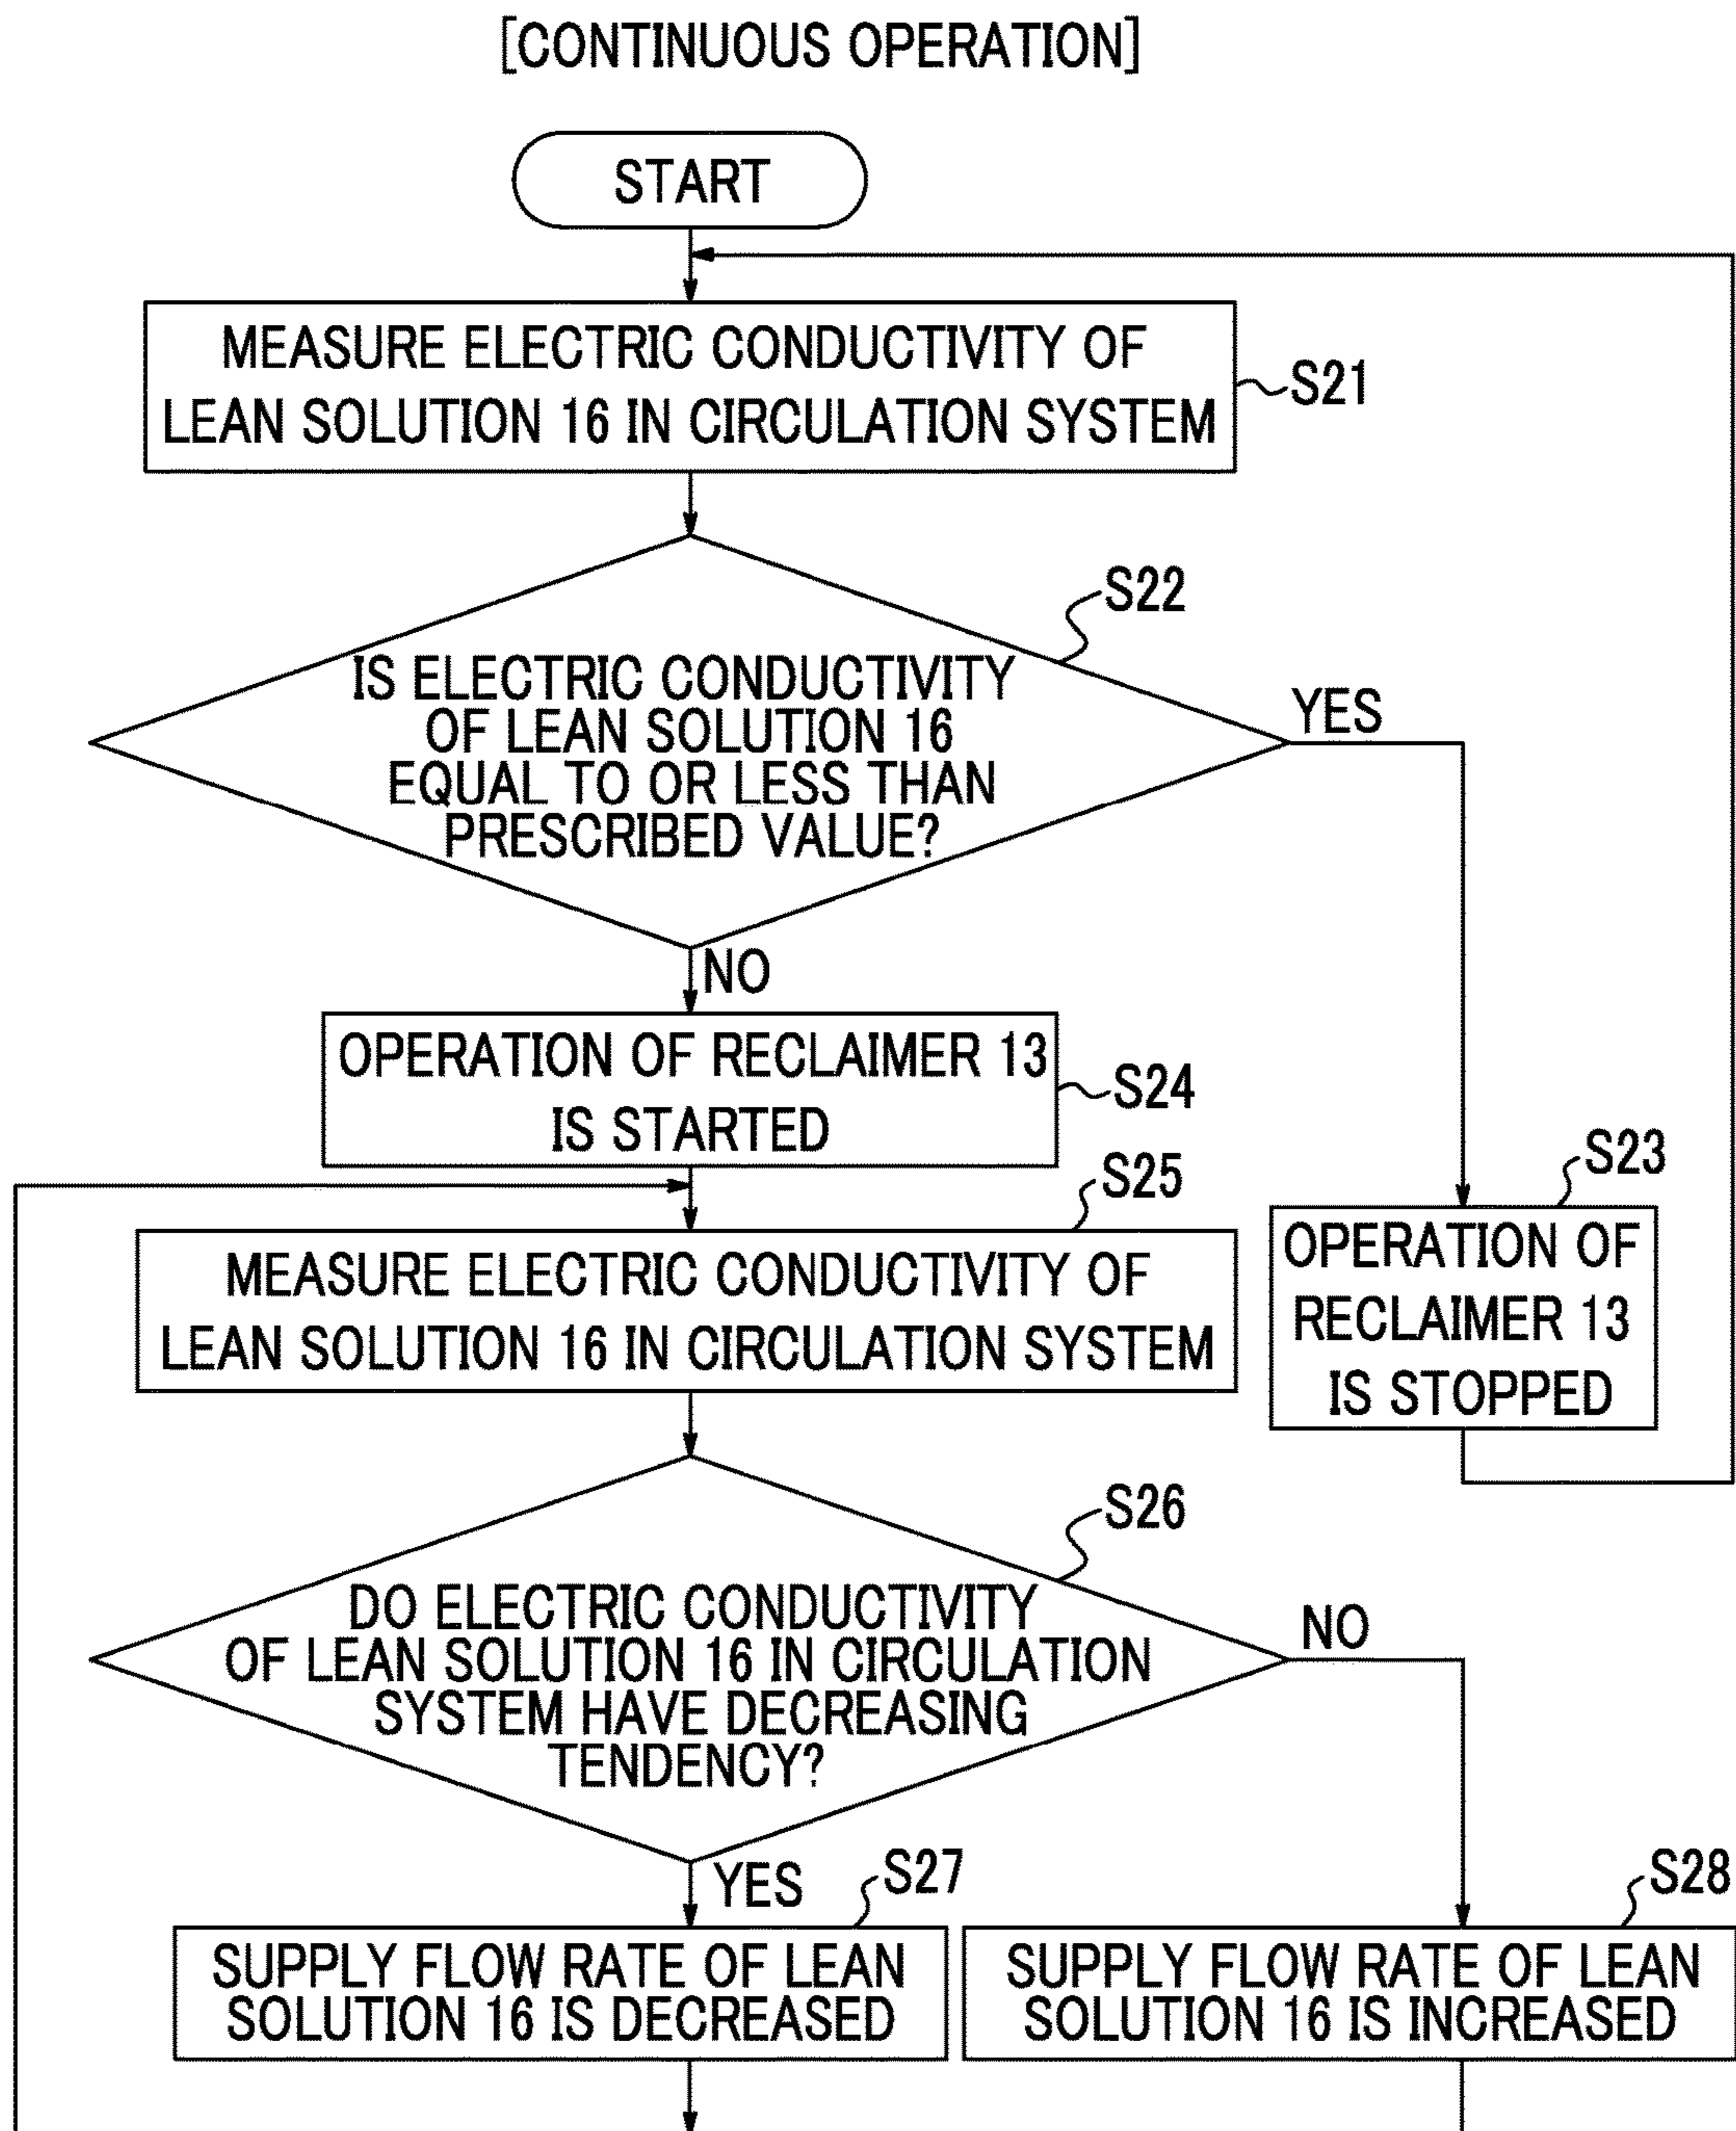 [CONTINUOUS OPERATION]
START
MEASURE ELECTRIC CONDUCTIVITY OF
LEAN SOLUTION 16 IN CIRCULATION SYSTEM
S21
S22
IS ELECTRIC CONDUCTIVITY
OF LEAN SOLUTION 16
EQUAL TO OR LESS THAN
PRESCRIBED VALUE?
YES
NO
OPERATION OF RECLAIMER 13
IS STARTED
S24
S23
OPERATION OF
RECLAIMER 13
IS STOPPED
S25
MEASURE ELECTRIC CONDUCTIVITY OF
LEAN SOLUTION 16 IN CIRCULATION SYSTEM
S26
DO ELECTRIC CONDUCTIVITY
OF LEAN SOLUTION 16 IN CIRCULATION
SYSTEM HAVE DECREASING
TENDENCY?
NO
YES
S27
SUPPLY FLOW RATE OF LEAN
SOLUTION 16 IS DECREASED
S28
SUPPLY FLOW RATE OF LEAN
SOLUTION 16 IS INCREASED